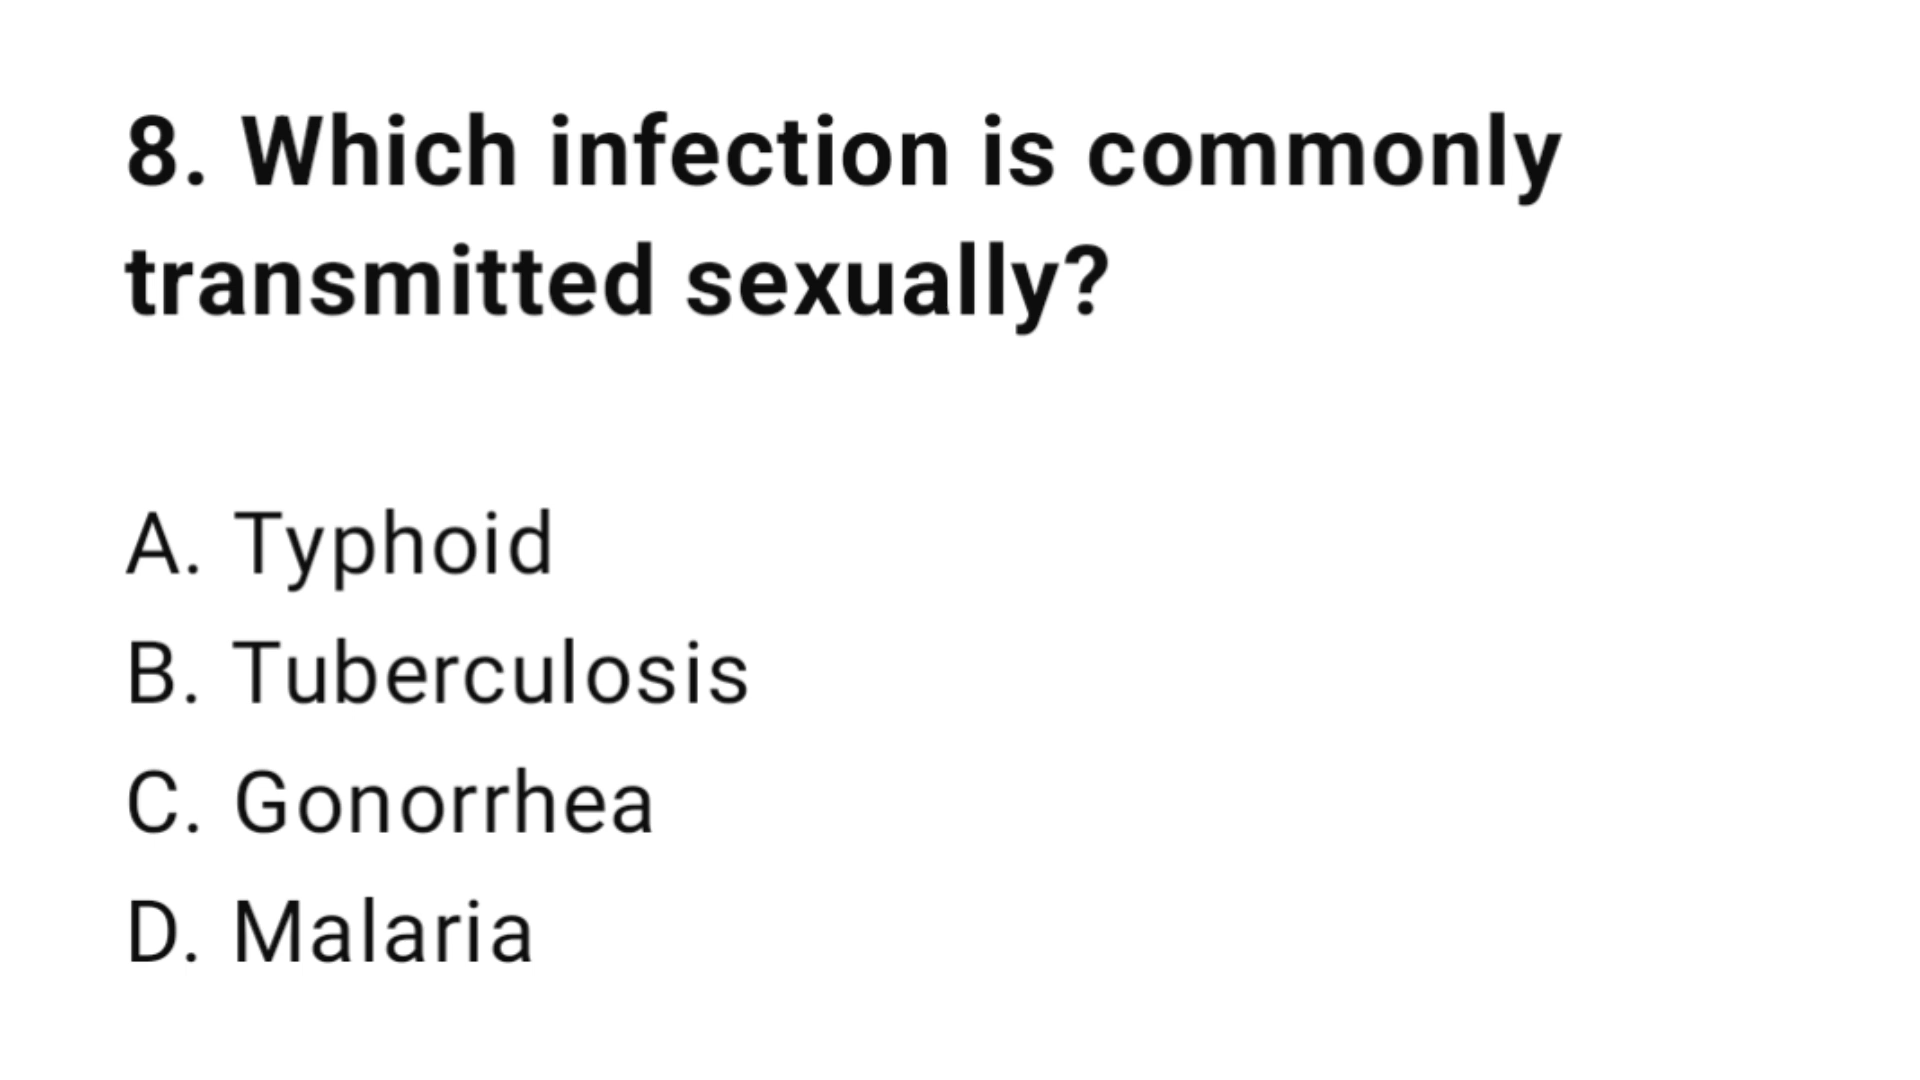 8. Which infection is commonly
transmitted sexually?
A. Typhoid
B. Tuberculosis
C. Gonorrhea
D. Malaria